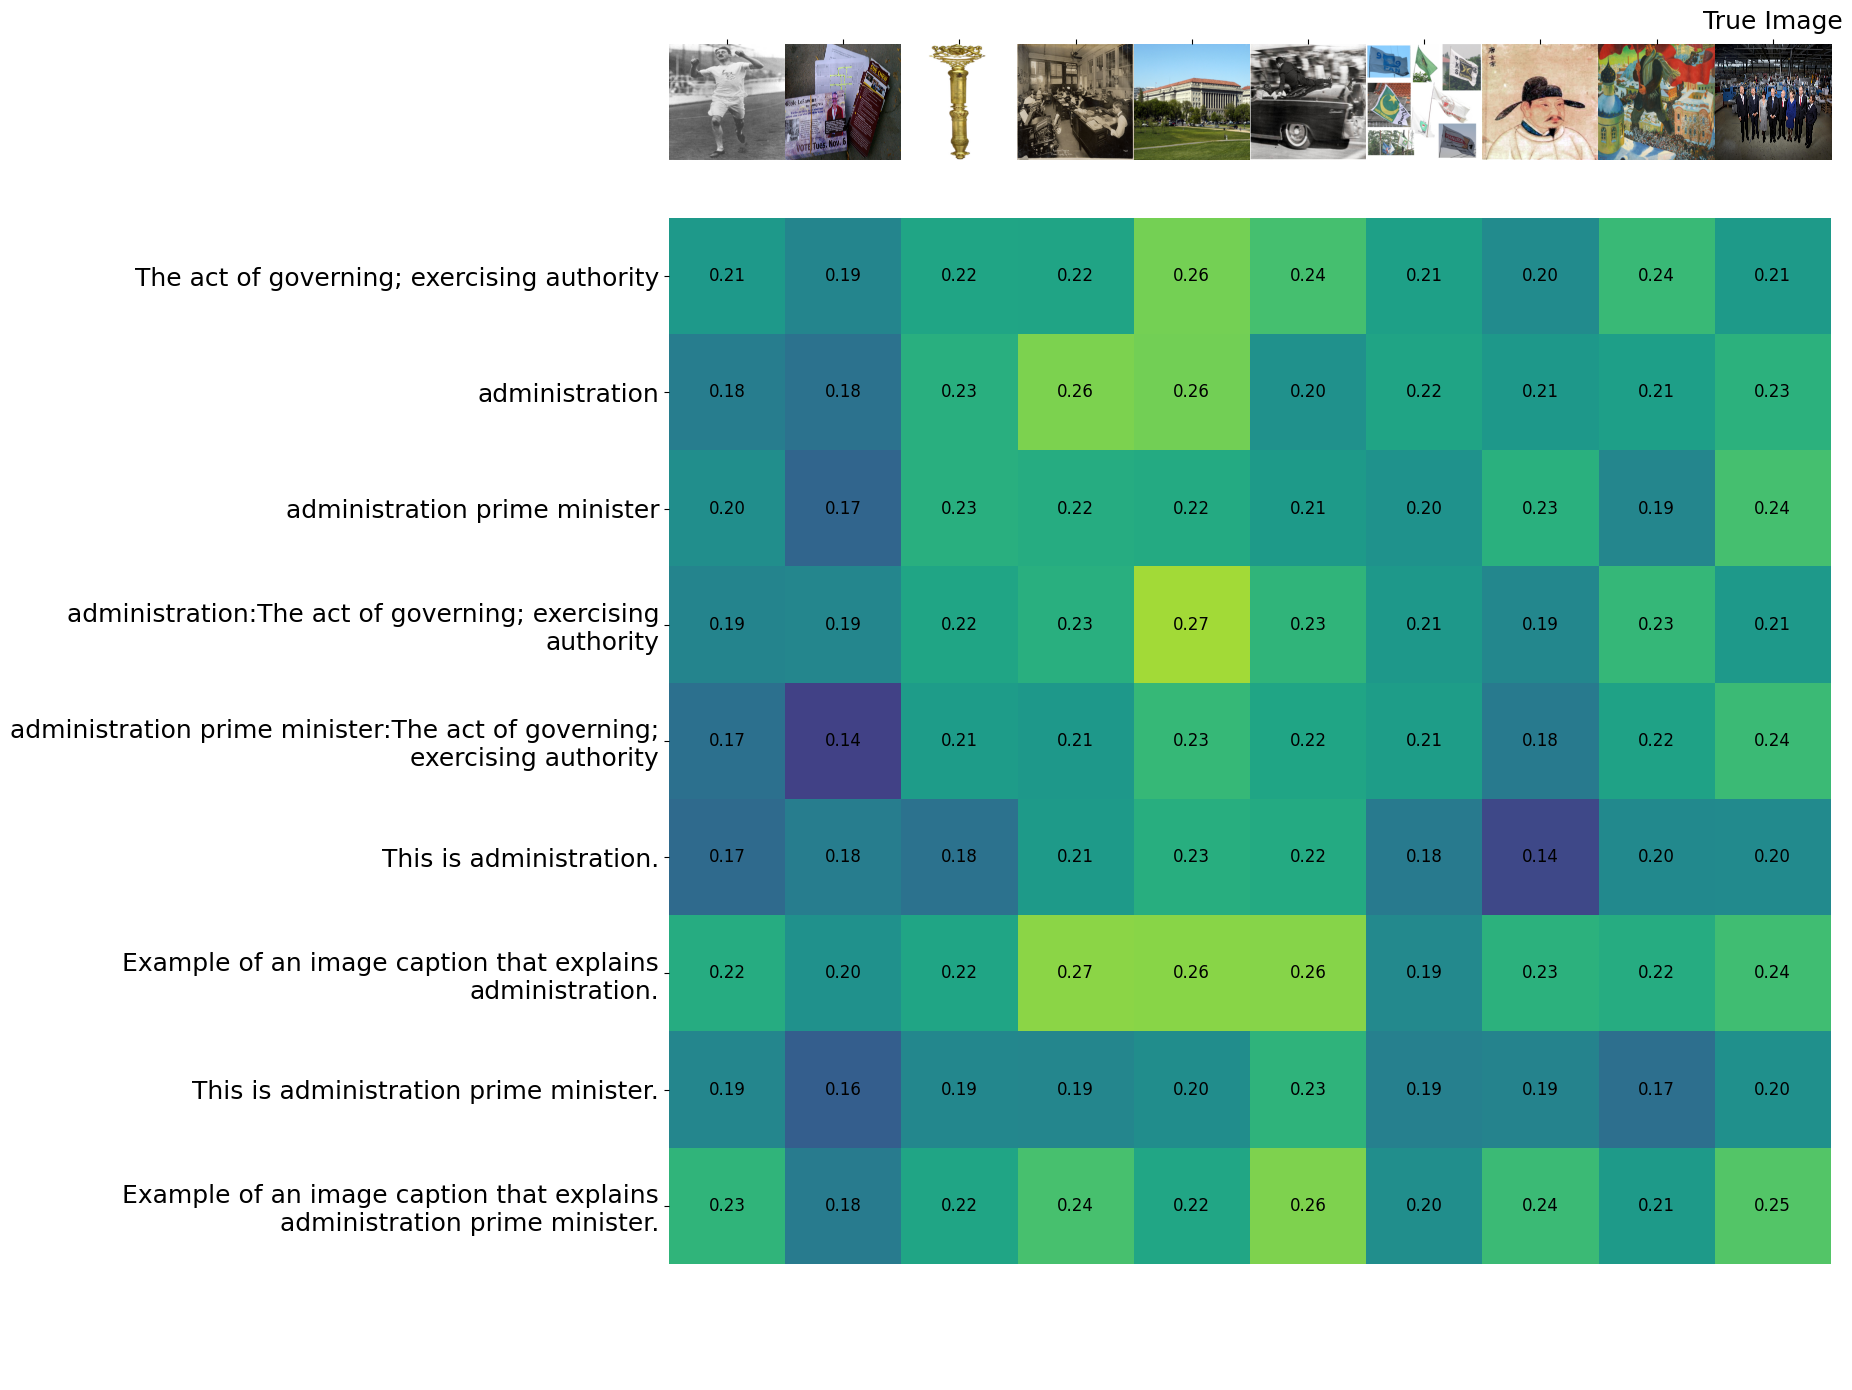 True Image
The act of governing; exercising authority
0.21 0.19 0.22 0.22 0.26 0.24 0.21 0.20 0.24 0.21
administration
0.18 0.18 0.23 0.26 0.26 0.20 0.22 0.21 0.21 0.23
administration prime minister
0.20 0.17 0.23 0.22 0.22 0.21 0.20 0.23 0.19 0.24
administration:The act of governing; exercising
authority
0.19 0.19 0.22 0.23 0.27 0.23 0.21 0.19 0.23 0.21
administration prime minister:The act of governing;
exercising authority
0.17 0.14 0.21 0.21 0.23 0.22 0.21 0.18 0.22 0.24
This is administration.
0.17 0.18 0.18 0.21 0.23 0.22 0.18 0.14 0.20 0.20
Example of an image caption that explains
administration.
0.22 0.20 0.22 0.27 0.26 0.26 0.19 0.23 0.22 0.24
This is administration prime minister.
0.19 0.16 0.19 0.19 0.20 0.23 0.19 0.19 0.17 0.20
Example of an image caption that explains
administration prime minister.
0.23 0.18 0.22 0.24 0.22 0.26 0.20 0.24 0.21 0.25
VOTE Tues. Nov. 6